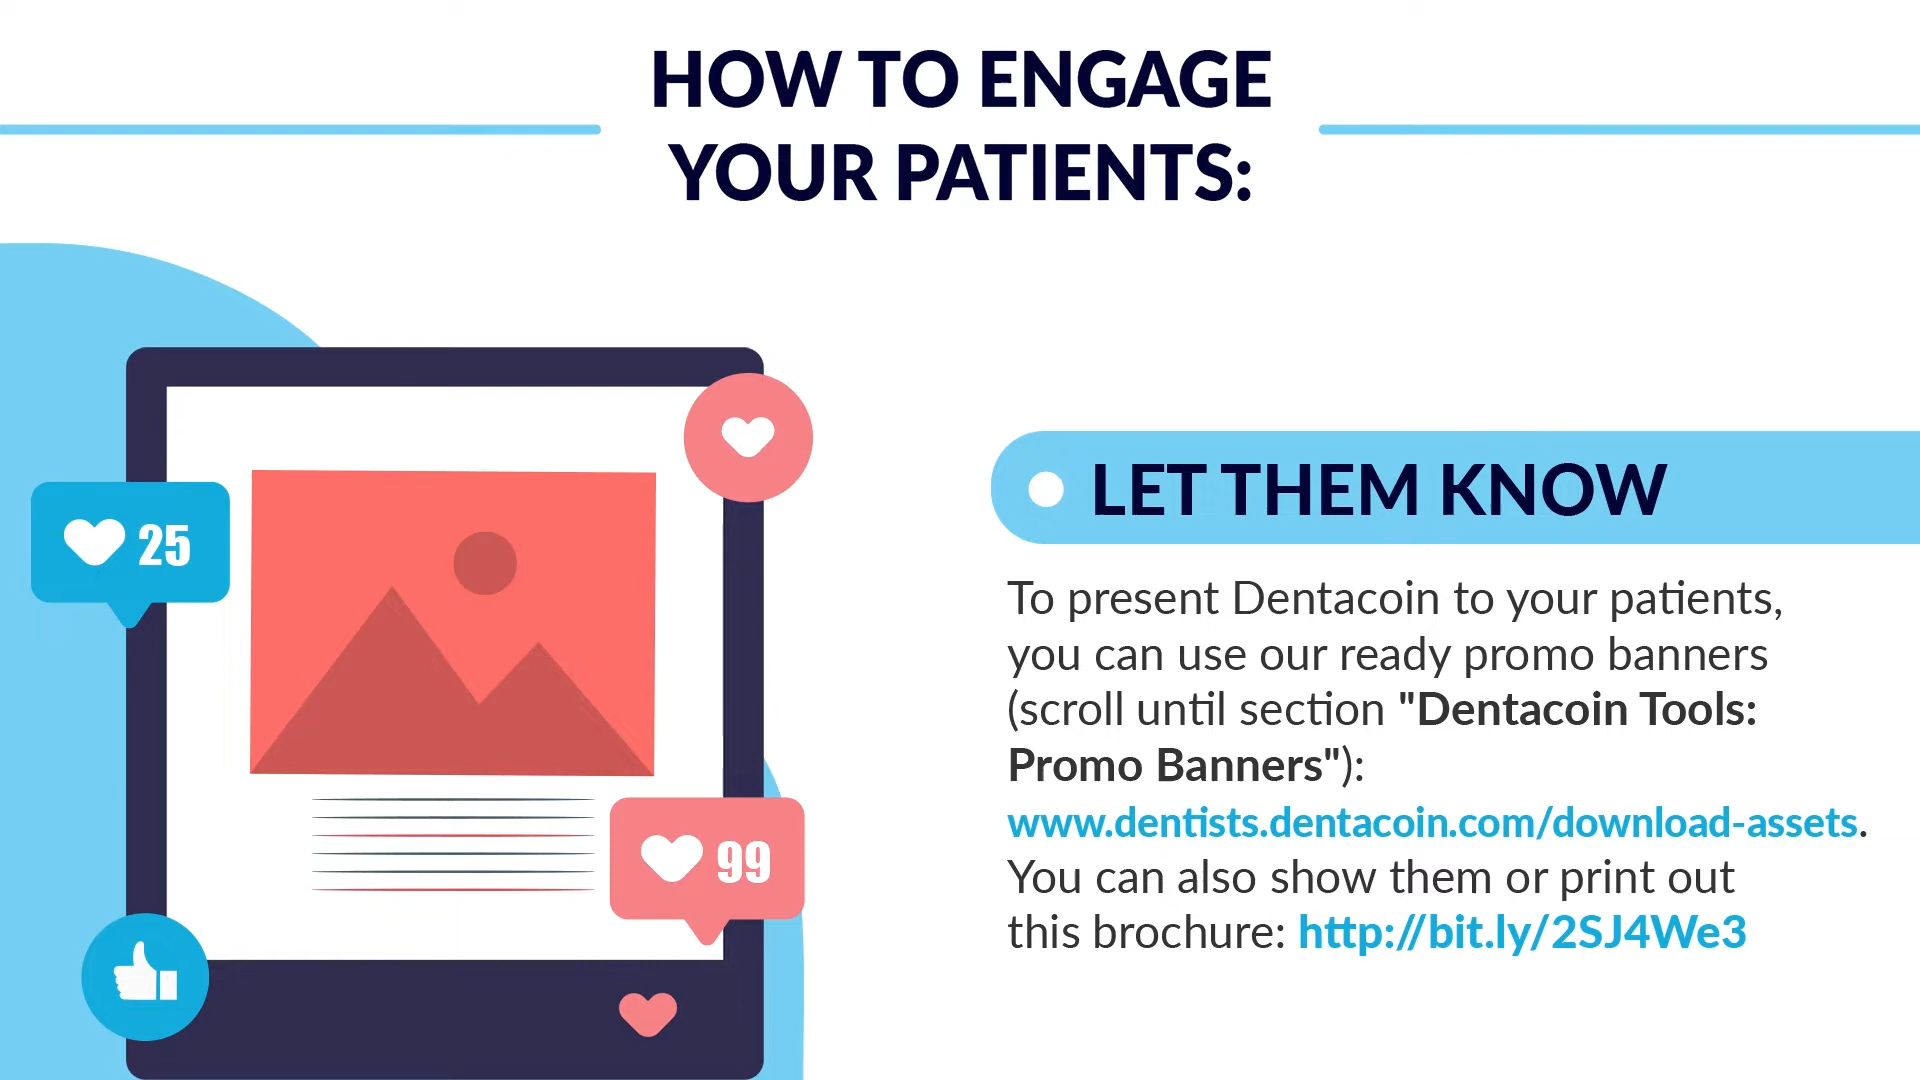 HOW TO ENGAGE
YOUR PATIENTS:
25
99
LET THEM KNOW
To present Dentacoin to your patients,
you can use our ready promo banners
(scroll until section "Dentacoin Tools:
Promo Banners"):
www.dentists.dentacoin.com/download-assets.
You can also show them or print out
this brochure: http://bit.ly/2SJ4We3